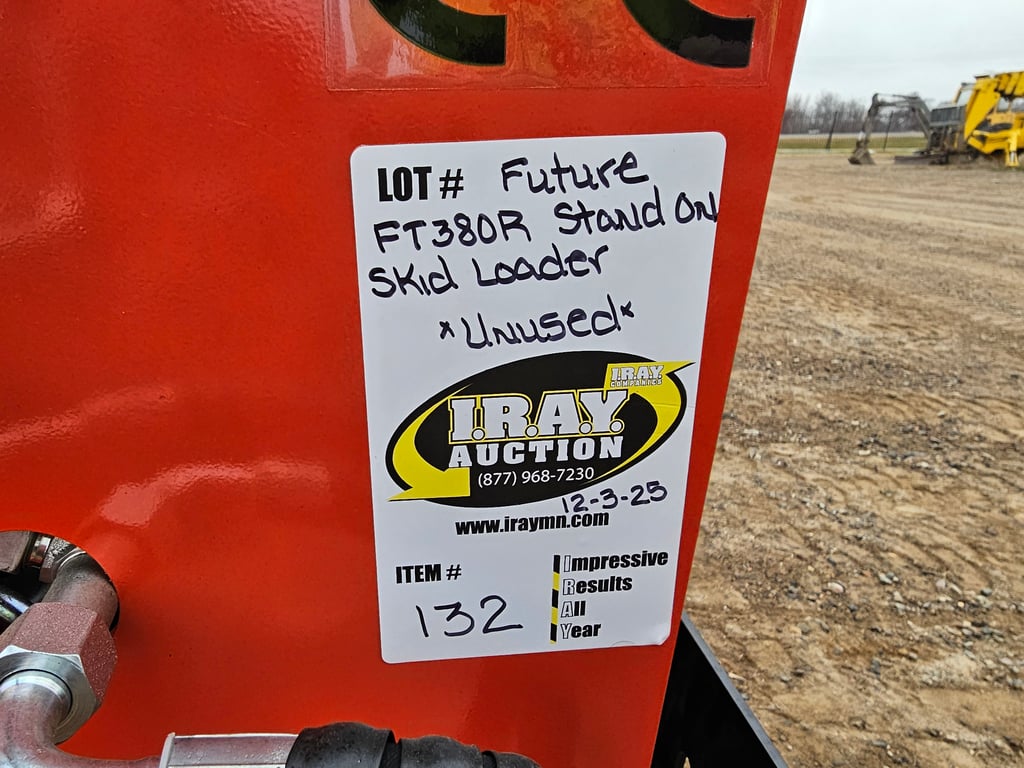 LOT # Future
FT380R Stand On
Skid Loader
*Unused*
I.R.A.Y.
COMPANIES
I.R.A.Y.
AUCTION
(877) 968-7230
12-3-25
www.iraymn.com
ITEM #
132
Impressive
Results
All
Year